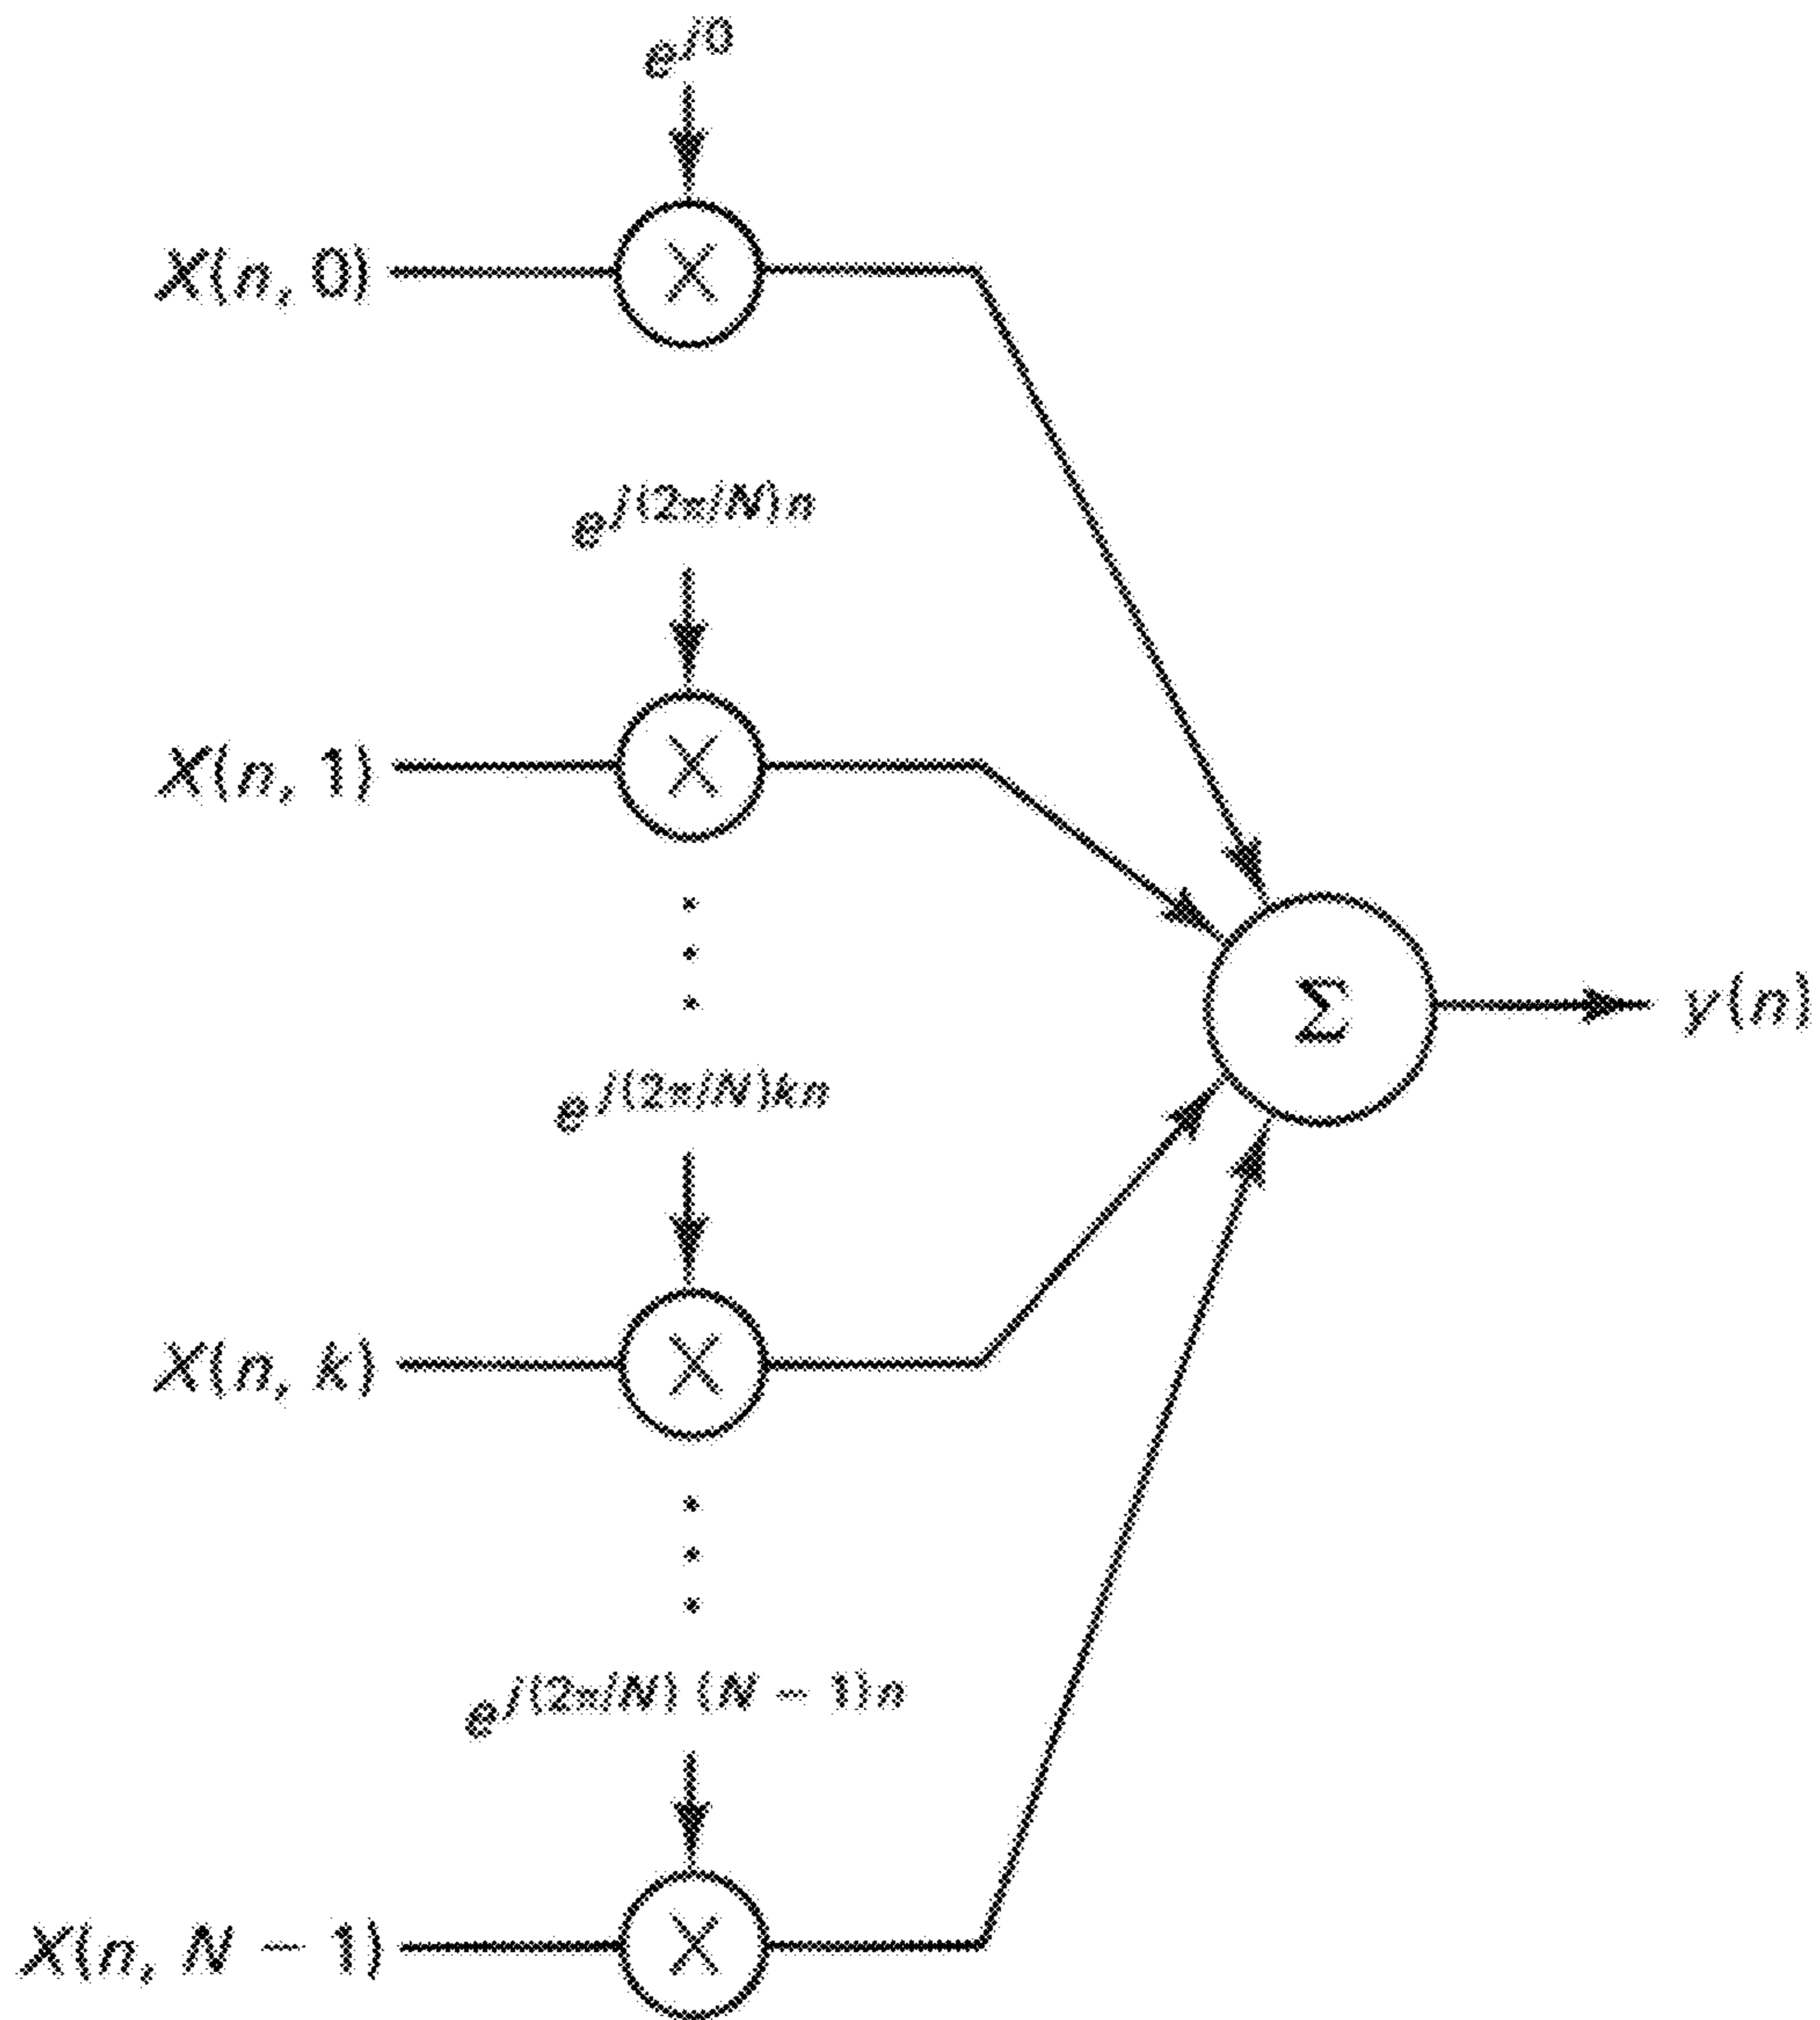 e^{j0}
X(n, 0)
×
e^{j(2π/N)n}
X(n, 1)
×
Σ
y(n)
e^{j(2π/N)kn}
X(n, k)
×
e^{j(2π/N) (N − 1)n}
X(n, N − 1)
×